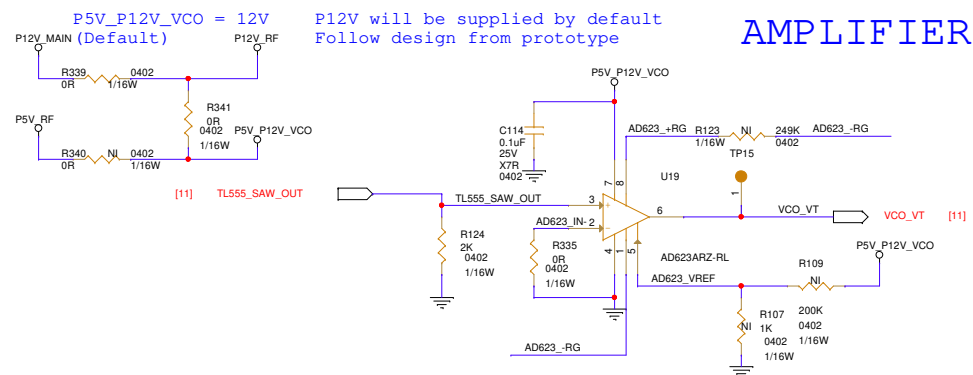 P5V_P12V_VCO = 12V
(Default)
P12V will be supplied by default
Follow design from prototype
AMPLIFIER
P12V_MAIN
P12V_RF
R339
0R
0402
1/16W
R341
0R
0402
1/16W
P5V_RF
P5V_P12V_VCO
R340
0R
NI
0402
1/16W
P5V_P12V_VCO
C114
0.1uF
25V
X7R
0402
AD623_+RG
R123
1/16W
NI
249K
0402
AD623_-RG
TP15
1
U19
7
8
[11]
TL555_SAW_OUT
TL555_SAW_OUT
3
+
AD623_IN-
2
-
6
VCO_VT
VCO_VT
[11]
4
1
5
AD623ARZ-RL
R124
2K
0402
1/16W
R335
0R
0402
1/16W
AD623_VREF
P5V_P12V_VCO
R109
NI
200K
0402
1/16W
R107
NI
1K
0402
1/16W
AD623_-RG